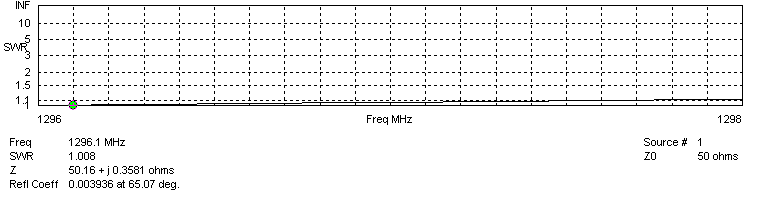 INF
10
5
SWR
3
2
1.5
1.1
1
1296
Freq MHz
1298
Freq 1296.1 MHz
Source # 1
SWR 1.008
Z0 50 ohms
Z 50.16 + j 0.3581 ohms
Refl Coeff 0.003936 at 65.07 deg.